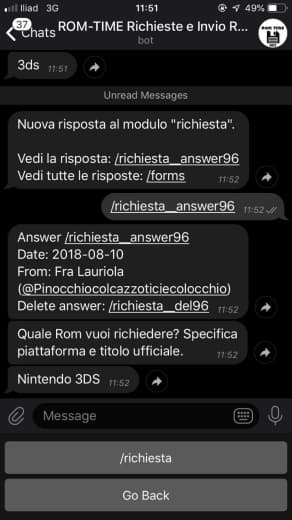 Iliad 3G
11:51
49%
37
Chats
ROM-TIME Richieste e Invio R...
bot
ROM TIME
3ds 11:51
Unread Messages
Nuova risposta al modulo "richiesta".
Vedi la risposta: /richiesta__answer96
Vedi tutte le risposte: /forms 11:52
/richiesta__answer96 11:52
Answer /richiesta__answer96
Date: 2018-08-10
From: Fra Lauriola
(@Pinocchiocolcazzoticiecolocchio)
Delete answer: /richiesta__del96 11:52
Quale Rom vuoi richiedere? Specifica
piattaforma e titolo ufficiale. 11:52
Nintendo 3DS 11:52
Message
/richiesta
Go Back